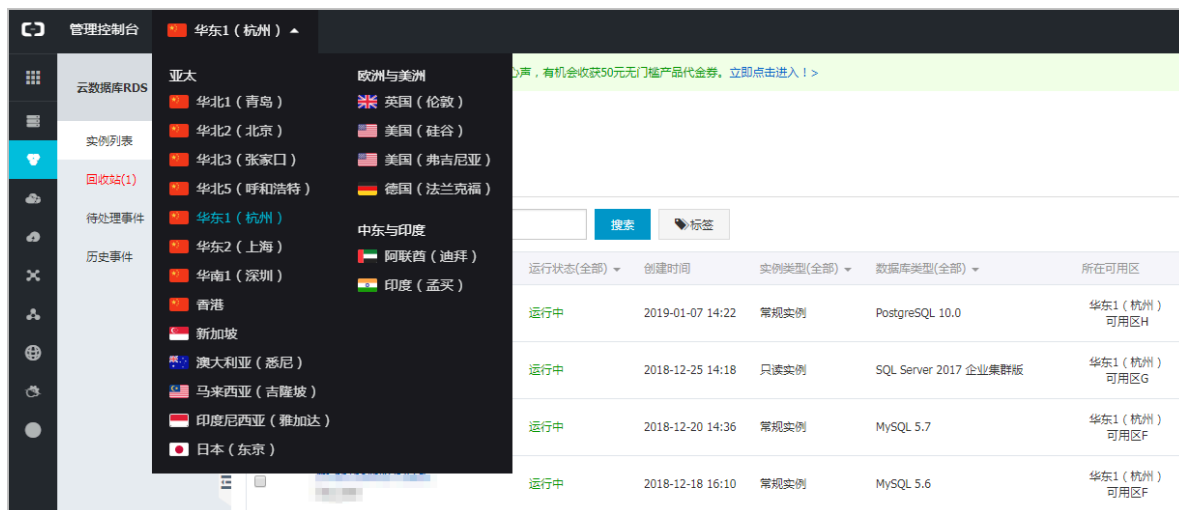 管理控制台
华东1（杭州）
云数据库RDS
实例列表
回收站(1)
待处理事件
历史事件
亚太
华北1（青岛）
华北2（北京）
华北3（张家口）
华北5（呼和浩特）
华东1（杭州）
华东2（上海）
华南1（深圳）
香港
新加坡
澳大利亚（悉尼）
马来西亚（吉隆坡）
印度尼西亚（雅加达）
日本（东京）
欧洲与美洲
英国（伦敦）
美国（硅谷）
美国（弗吉尼亚）
德国（法兰克福）
中东与印度
阿联酋（迪拜）
印度（孟买）
声，有机会收获50元无门槛产品代金券。立即点击进入！>
搜索 标签
运行状态(全部) 创建时间 实例类型(全部) 数据库类型(全部) 所在可用区
运行中 2019-01-07 14:22 常规实例 PostgreSQL 10.0 华东1（杭州）
可用区H
运行中 2018-12-25 14:18 只读实例 SQL Server 2017 企业集群版 华东1（杭州）
可用区G
运行中 2018-12-20 14:36 常规实例 MySQL 5.7 华东1（杭州）
可用区F
运行中 2018-12-18 16:10 常规实例 MySQL 5.6 华东1（杭州）
可用区F